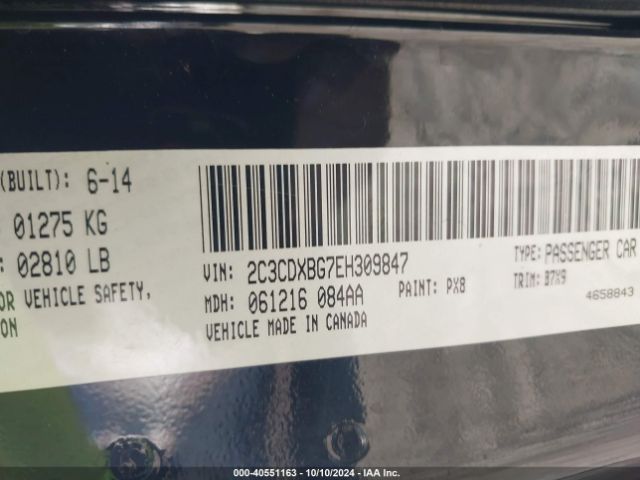 (BUILT): 6-14
01275 KG
: 02810 LB
OR VEHICLE SAFETY,
ON
VIN: 2C3CDXBG7EH309847
TYPE: PASSENGER CAR
MDH: 061216 084AA PAINT: PX8 TRIM: B7X9
VEHICLE MADE IN CANADA
4658843
000-40551163 - 10/10/2024 - IAA Inc.